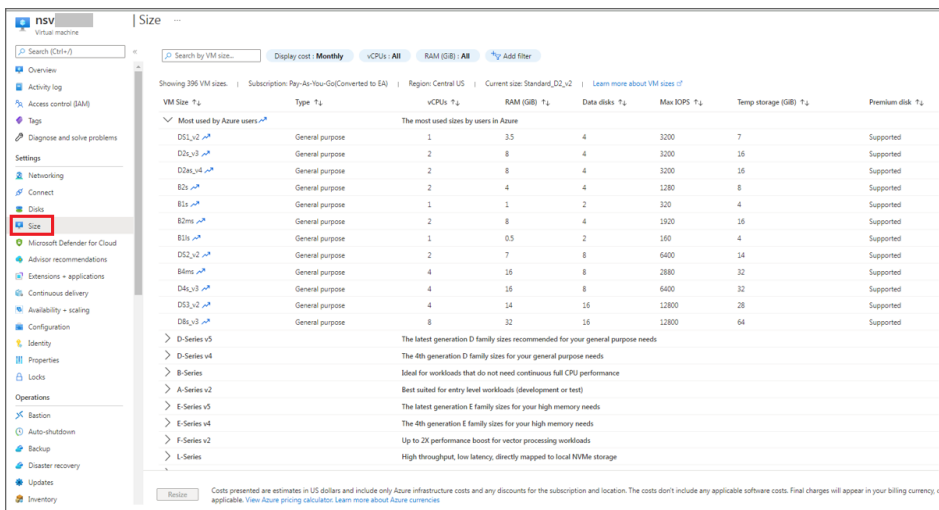 nsv
Virtual machine
| Size ...
Search (Ctrl+/)
Overview
Activity log
Access control (IAM)
Tags
Diagnose and solve problems
Settings
Networking
Connect
Disks
Size
Microsoft Defender for Cloud
Advisor recommendations
Extensions + applications
Continuous delivery
Availability + scaling
Configuration
Identity
Properties
Locks
Operations
Bastion
Auto-shutdown
Backup
Disaster recovery
Updates
Inventory
Search by VM size...
Display cost : Monthly
vCPUs : All
RAM (GiB) : All
Add filter
Showing 396 VM sizes. | Subscription: Pay-As-You-Go(Converted to EA) | Region: Central US | Current size: Standard_D2_v2 | Learn more about VM sizes
VM Size Type vCPUs RAM (GiB) Data disks Max IOPS Temp storage (GiB) Premium disk
Most used by Azure users The most used sizes by users in Azure
DS1_v2 General purpose 1 3.5 4 3200 7 Supported
D2s_v3 General purpose 2 8 4 3200 16 Supported
D2as_v4 General purpose 2 8 4 3200 16 Supported
B2s General purpose 2 4 4 1280 8 Supported
B1s General purpose 1 1 2 320 4 Supported
B2ms General purpose 2 8 4 1920 16 Supported
B1ls General purpose 1 0.5 2 160 4 Supported
DS2_v2 General purpose 2 7 8 6400 14 Supported
B4ms General purpose 4 16 8 2880 32 Supported
D4s_v3 General purpose 4 16 8 6400 32 Supported
DS3_v2 General purpose 4 14 16 12800 28 Supported
D8s_v3 General purpose 8 32 16 12800 64 Supported
D-Series v5 The latest generation D family sizes recommended for your general purpose needs
D-Series v4 The 4th generation D family sizes for your general purpose needs
B-Series Ideal for workloads that do not need continuous full CPU performance
A-Series v2 Best suited for entry level workloads (development or test)
E-Series v5 The latest generation E family sizes for your high memory needs
E-Series v4 The 4th generation E family sizes for your high memory needs
F-Series v2 Up to 2X performance boost for vector processing workloads
L-Series High throughput, low latency, directly mapped to local NVMe storage
Resize
Costs presented are estimates in US dollars and include only Azure infrastructure costs and any discounts for the subscription and location. The costs don't include any applicable software costs. Final charges will appear in your billing currency,
applicable. View Azure pricing calculator. Learn more about Azure currencies